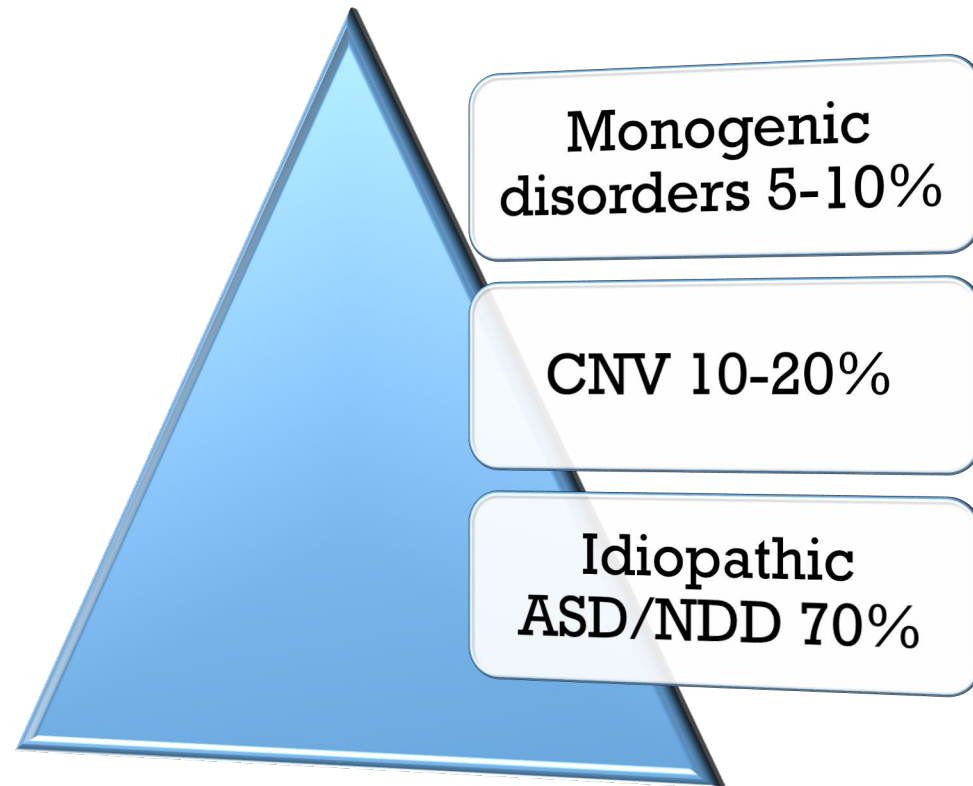 Monogenic
disorders 5-10%
CNV 10-20%
Idiopathic
ASD/NDD 70%